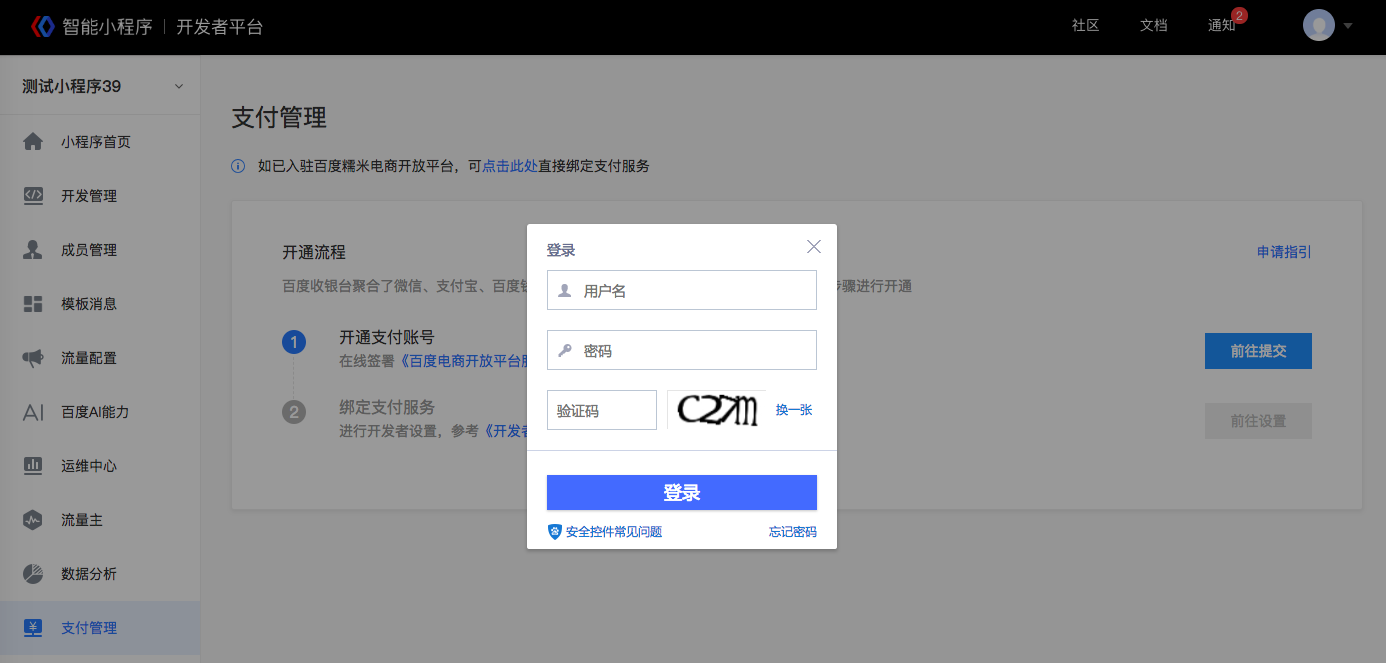 智能小程序 | 开发者平台
社区
文档
通知
2
测试小程序39
小程序首页
开发管理
成员管理
模板消息
流量配置
AI
百度AI能力
运维中心
流量主
数据分析
¥
支付管理
支付管理
如已入驻百度糯米电商开放平台，可点击此处直接绑定支付服务
开通流程
申请指引
百度收银台聚合了微信、支付宝、百度
骤进行开通
1
开通支付账号
在线签署《百度电商开放平台
前往提交
2
绑定支付服务
进行开发者设置，参考《开发
前往设置
登录
用户名
密码
验证码
C27M
换一张
登录
安全控件常见问题
忘记密码